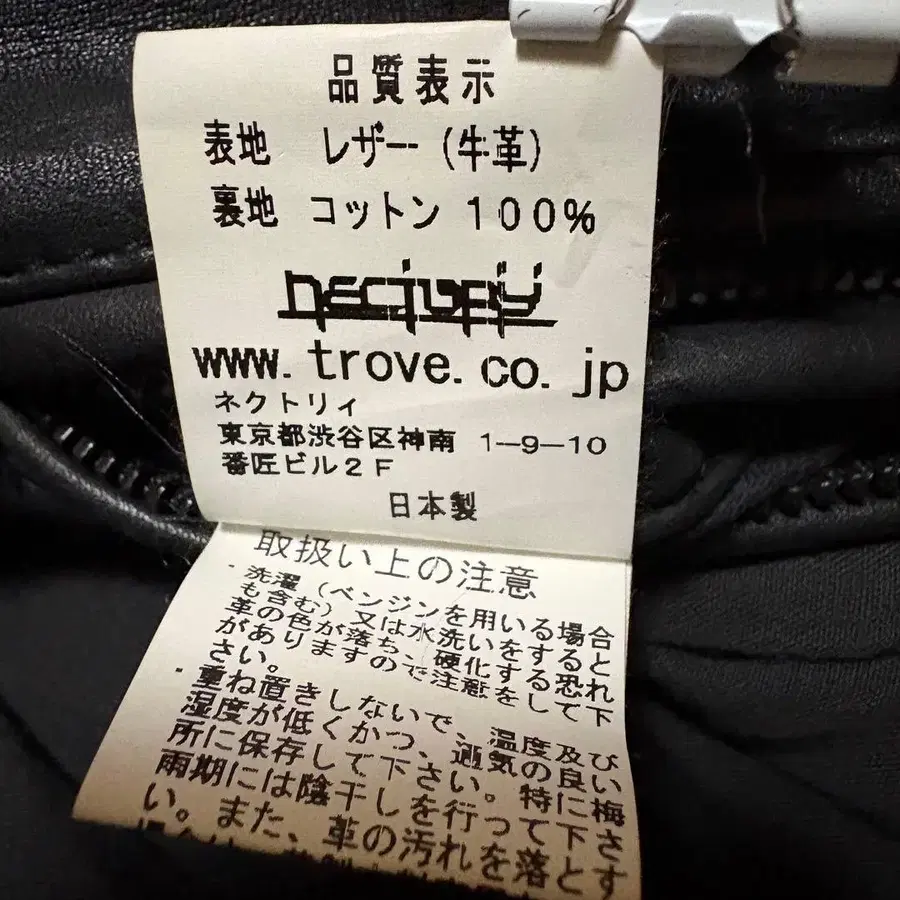 品質表示
表地 レザー（牛革）
裏地 コットン 100%
www.trove.co.jp
ネクトリィ
東京都渋谷区神南 1-9-10
番匠ビル2F
日本製
取扱い上の注意
・洗濯（ベンジンを用いる場合
も含む）又は水洗いをすると
革の色が落ち、硬化する恐れ
がありますので注意をして下
さい。
・重ね置きしないで、温度及び
湿度が低くかつ、通気の良い
所に保存して下さい。特に梅
雨期には陰干しを行って下さ
い。また、革の汚れを落とす